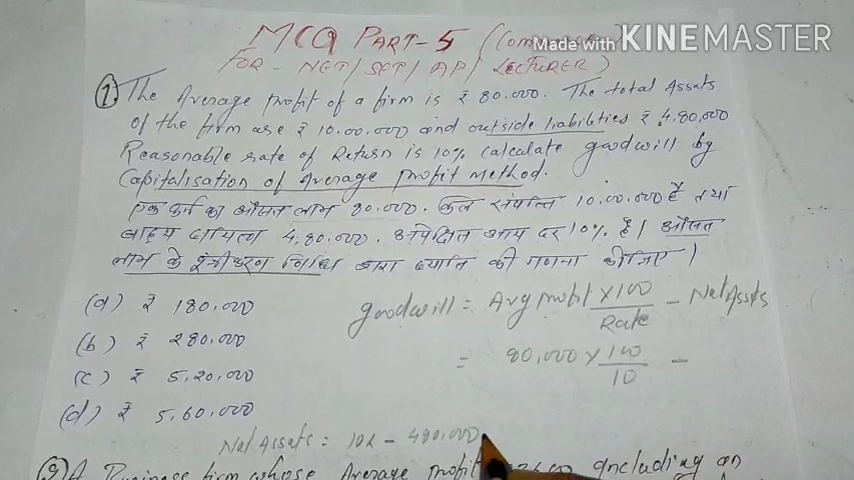 MCQ PART-5 (Commerce)
Made with KINEMASTER
FOR - NET/SET/AP/LECTURER)
1. The Average profit of a firm is ₹ 80,000. The total Assets
of the firm are ₹ 10,00,000 and outside liabilities ₹ 4,80,000
Reasonable rate of Return is 10% Calculate goodwill by
Capitalisation of Average profit method.
एक फर्म का औसत लाभ 80,000. कुल संपत्ति 10,00,000 है तथा
बाह्य दायित्व 4,80,000. अपेक्षित आय दर 10% है। औसत
लाभ के पूंजीकरण विधि द्वारा ख्याति की गणना कीजिए।
(a) ₹ 180,000
(b) ₹ 280,000
(c) ₹ 5,20,000
(d) ₹ 5,60,000
goodwill = Avg profit × 100 / Rate - Net Assets
= 80,000 × 100 / 10 -
Net Assets = 10L - 480,000
(2) A Business firm whose Average profit including an